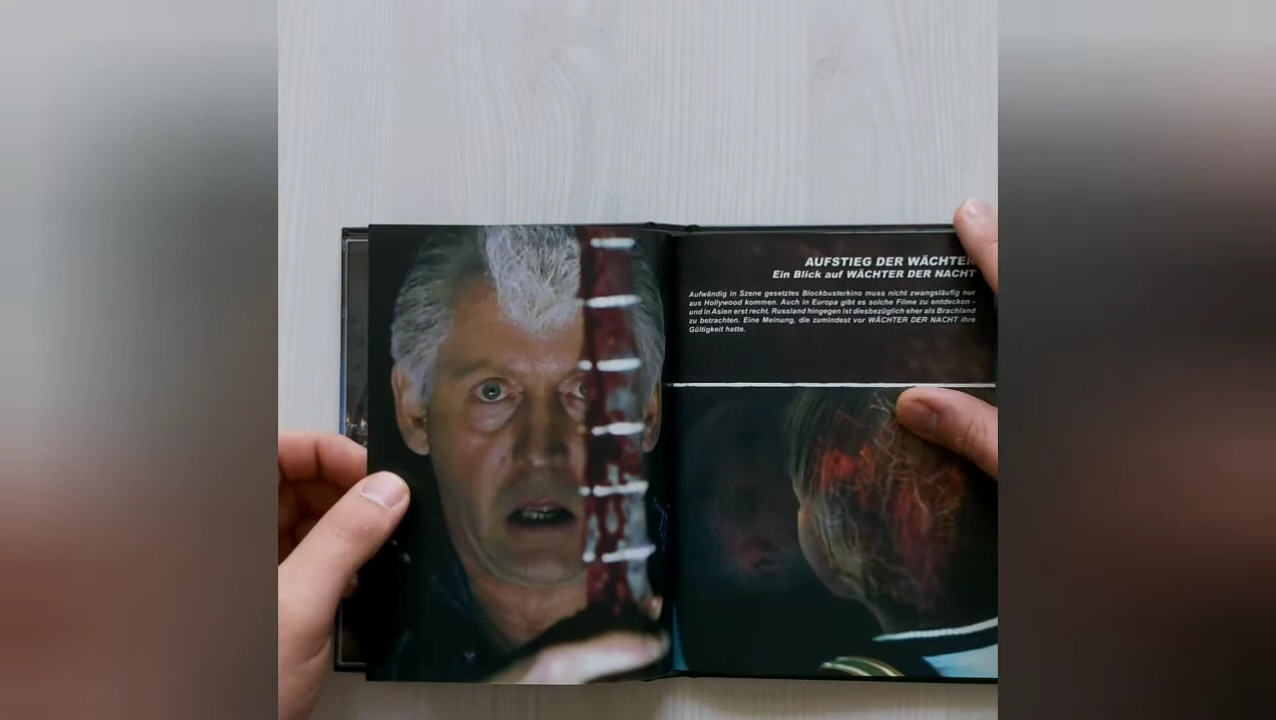 AUFSTIEG DER WÄCHTER
Ein Blick auf WÄCHTER DER NACHT
Aufwändig in Szene gesetztes Blockbusterkino muss nicht zwangsläufig nur
aus Hollywood kommen. Auch in Europa gibt es solche Filme zu entdecken -
und in Asien erst recht. Russland hingegen ist diesbezüglich eher als Brachland
zu betrachten. Eine Meinung, die zumindest vor WÄCHTER DER NACHT ihre
Gültigkeit hatte.